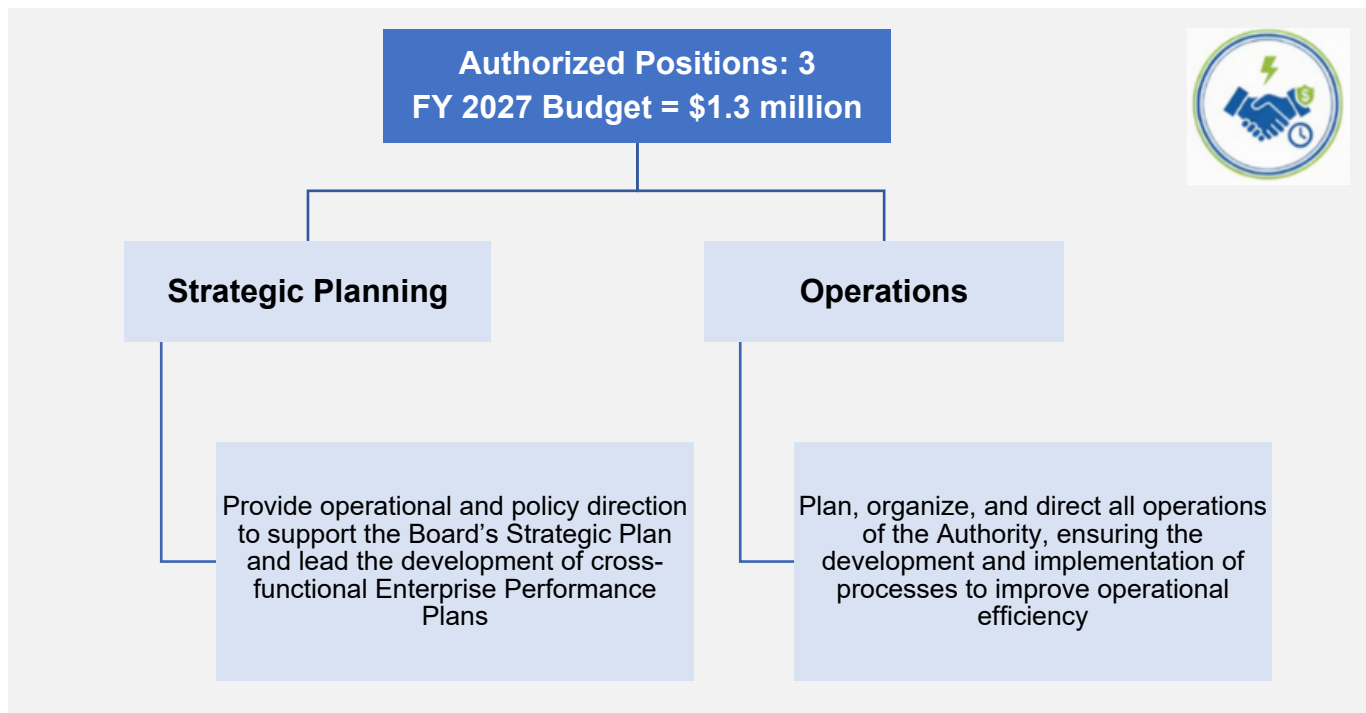 Authorized Positions: 3
FY 2027 Budget = $1.3 million
$
Strategic Planning
Operations
Provide operational and policy direction
to support the Board’s Strategic Plan
and lead the development of cross-
functional Enterprise Performance
Plans
Plan, organize, and direct all operations
of the Authority, ensuring the
development and implementation of
processes to improve operational
efficiency